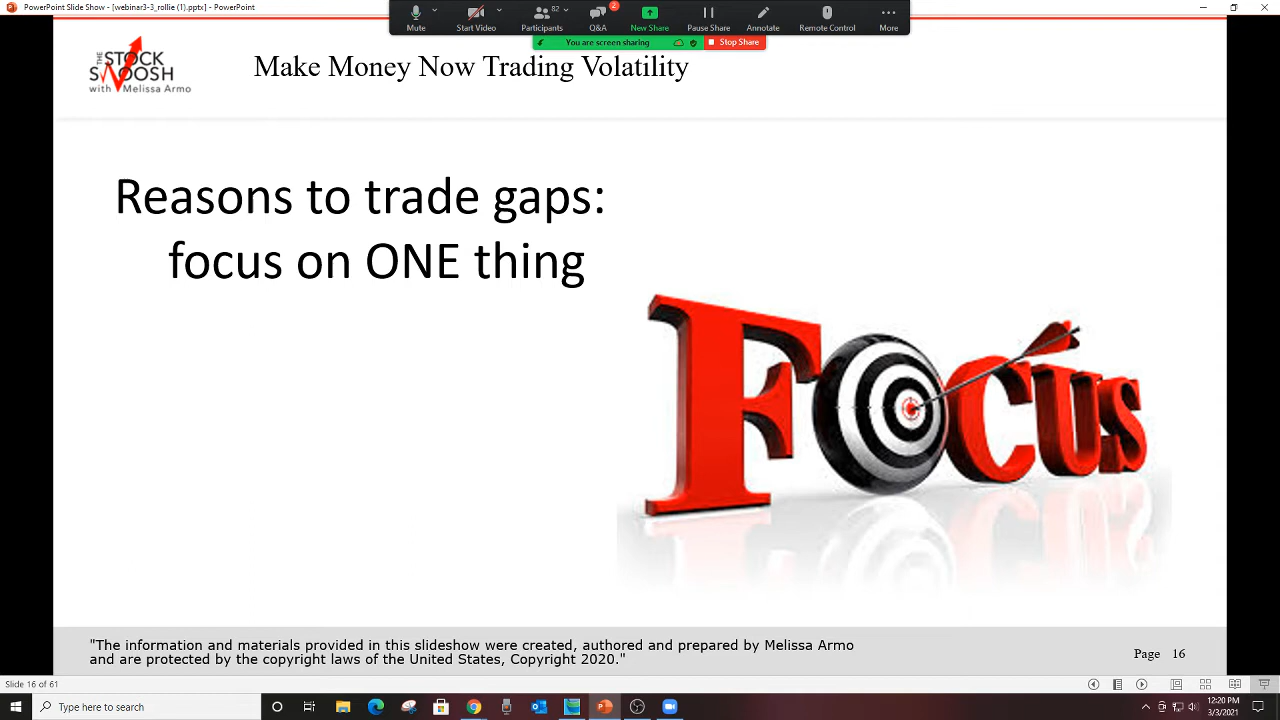 PowerPoint Slide Show - [webinar3-3_rollie (1).pptx] - PowerPoint
Mute
Start Video
82
Participants
2
Q&A
New Share
Pause Share
Annotate
Remote Control
More
You are screen sharing
Stop Share
THE STOCK
SWOOSH
with Melissa Armo
Make Money Now Trading Volatility
Reasons to trade gaps:
focus on ONE thing
FOCUS
"The information and materials provided in this slideshow were created, authored and prepared by Melissa Armo
and are protected by the copyright laws of the United States, Copyright 2020."
Page 16
Slide 16 of 61
Type here to search
12:20 PM
3/3/2021